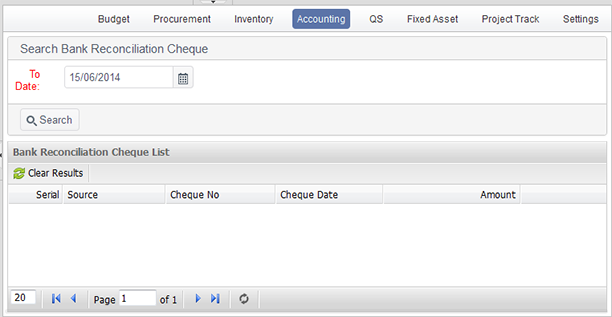 Budget Procurement Inventory Accounting QS Fixed Asset Project Track Settings
Search Bank Reconciliation Cheque
To Date: 15/06/2014
Search
Bank Reconciliation Cheque List
Clear Results
Serial Source Cheque No Cheque Date Amount
20 Page 1 of 1